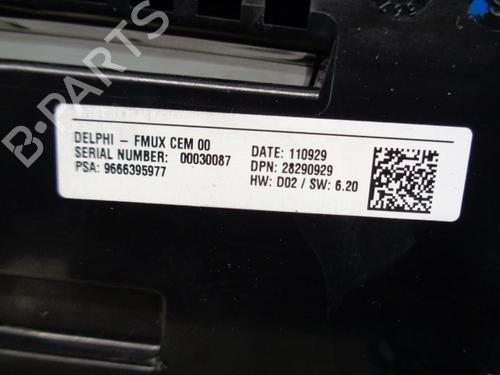 B-PARTS
DELPHI - FMUX CEM 00
SERIAL NUMBER: 00030087
PSA: 9666395977
DATE: 110929
DPN: 28290929
HW: D02 / SW: 6.20